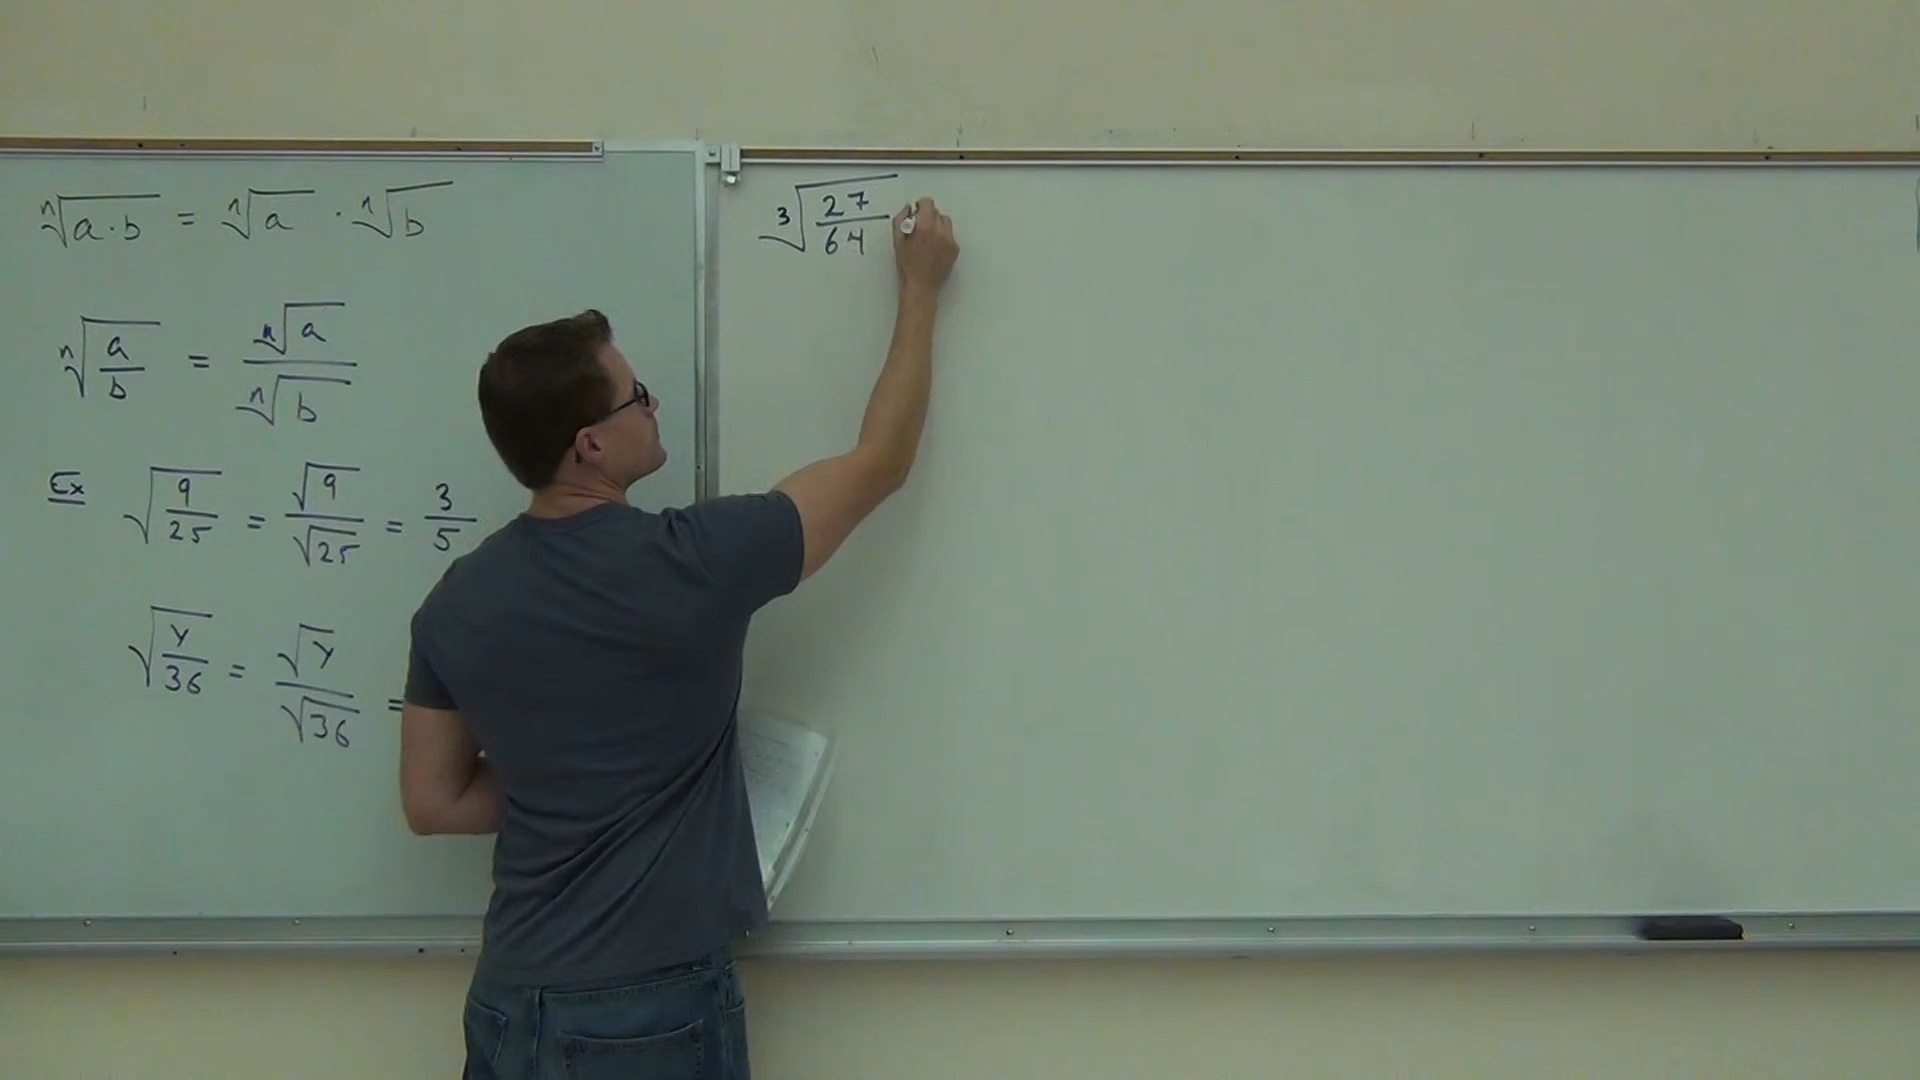 ⁿ√(a·b) = ⁿ√a · ⁿ√b
ⁿ√(a/b) = ⁿ√a / ⁿ√b
Ex √(9/25) = √9 / √25 = 3/5
√(y/36) = √y / √36 =
³√(27/64)